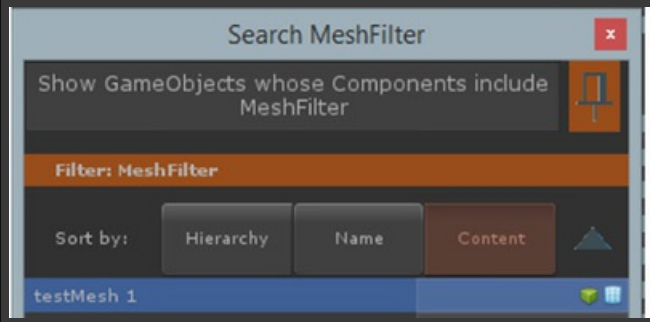 Search MeshFilter
x
Show GameObjects whose Components include
MeshFilter
Filter: MeshFilter
Sort by: Hierarchy Name Content
testMesh 1